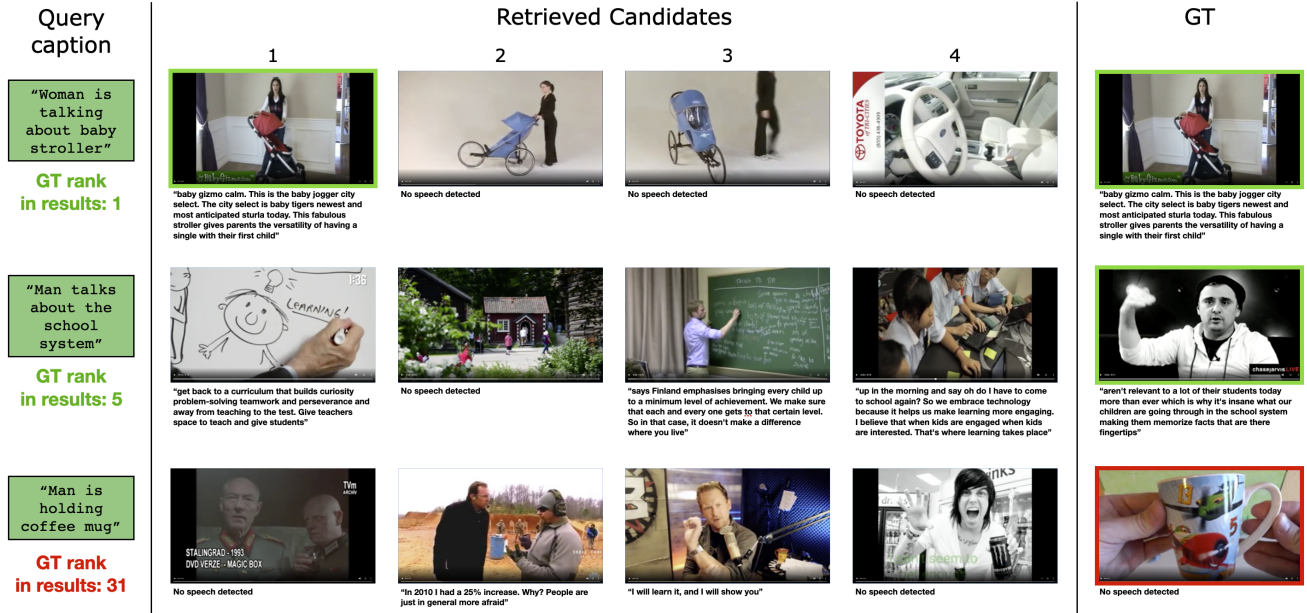 Query
caption
Retrieved Candidates
GT
1
2
3
4
“Woman is
talking
about baby
stroller”
GT rank
in results: 1
BabyGizmo
TOYOTA
“baby gizmo calm. This is the baby jogger city
select. The city select is baby tigers newest and
most anticipated sturla today. This fabulous
stroller gives parents the versatility of having a
single with their first child”
No speech detected
No speech detected
No speech detected
“baby gizmo calm. This is the baby jogger city
select. The city select is baby tigers newest and
most anticipated sturla today. This fabulous
stroller gives parents the versatility of having a
single with their first child”
“Man talks
about the
school
system”
GT rank
in results: 5
1:36
LEARNING!
chasejarvisLIVE
“get back to a curriculum that builds curiosity
problem-solving teamwork and perseverance and
away from teaching to the test. Give teachers
space to teach and give students”
No speech detected
“says Finland emphasises bringing every child up
to a minimum level of achievement. We make sure
that each and every one gets to that certain level.
So in that case, it doesn't make a difference
where you live”
“up in the morning and say oh do I have to come
to school again? So we embrace technology
because it helps us make learning more engaging.
I believe that when kids are engaged when kids
are interested. That's where learning takes place”
“aren't relevant to a lot of their students today
more than ever which is why it's insane what our
children are going through in the school system
making them memorize facts that are there
fingertips”
“Man is
holding
coffee mug”
GT rank
in results: 31
TVm
ARCHIV
STALINGRAD - 1993
DVD VERZE - MAGIC BOX
No speech detected
“In 2010 I had a 25% increase. Why? People are
just in general more afraid”
“I will learn it, and I will show you”
No speech detected
No speech detected